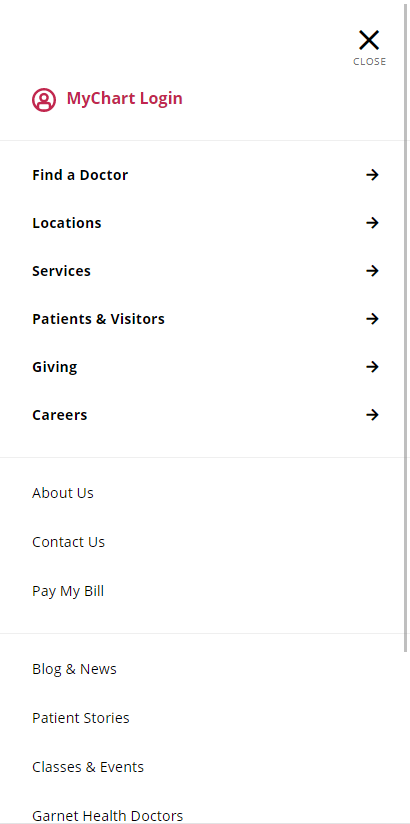 CLOSE
MyChart Login
Find a Doctor
Locations
Services
Patients & Visitors
Giving
Careers
About Us
Contact Us
Pay My Bill
Blog & News
Patient Stories
Classes & Events
Garnet Health Doctors